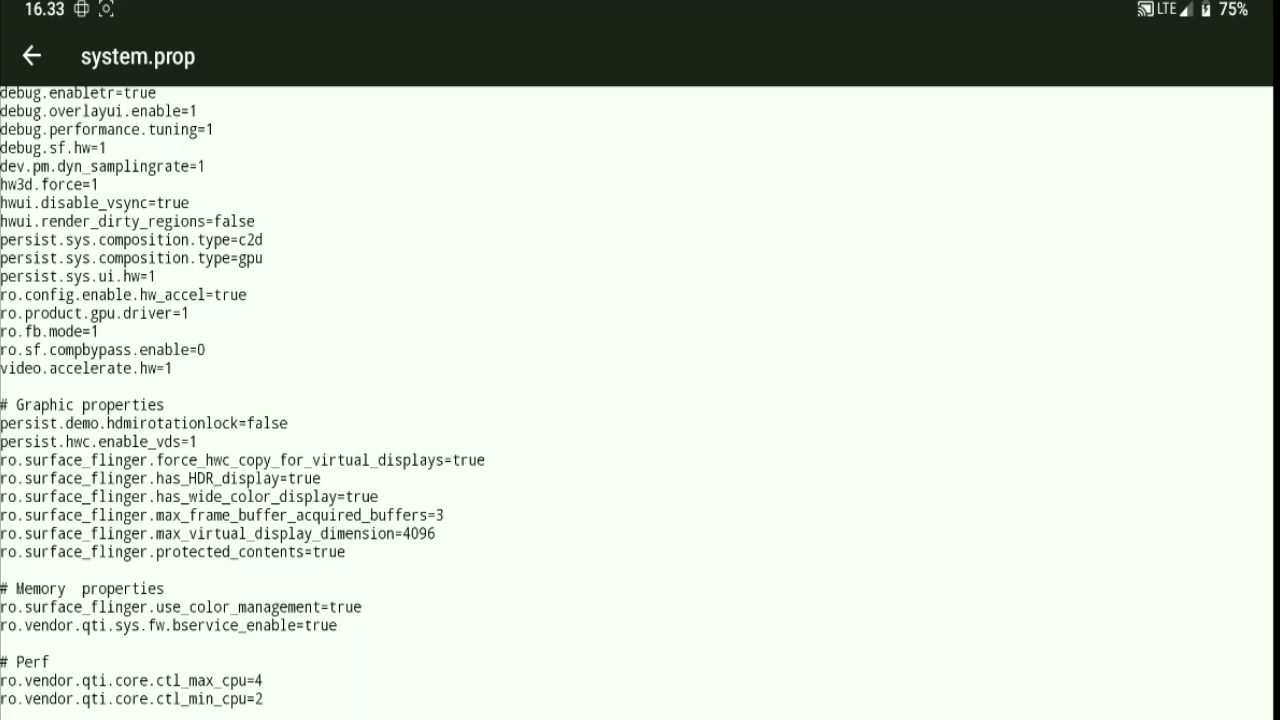 16.33 LTE 75%
system.prop
debug.enabletr=true
debug.overlayui.enable=1
debug.performance.tuning=1
debug.sf.hw=1
dev.pm.dyn_samplingrate=1
hw3d.force=1
hwui.disable_vsync=true
hwui.render_dirty_regions=false
persist.sys.composition.type=c2d
persist.sys.composition.type=gpu
persist.sys.ui.hw=1
ro.config.enable.hw_accel=true
ro.product.gpu.driver=1
ro.fb.mode=1
ro.sf.compbypass.enable=0
video.accelerate.hw=1
# Graphic properties
persist.demo.hdmirotationlock=false
persist.hwc.enable_vds=1
ro.surface_flinger.force_hwc_copy_for_virtual_displays=true
ro.surface_flinger.has_HDR_display=true
ro.surface_flinger.has_wide_color_display=true
ro.surface_flinger.max_frame_buffer_acquired_buffers=3
ro.surface_flinger.max_virtual_display_dimension=4096
ro.surface_flinger.protected_contents=true
# Memory  properties
ro.surface_flinger.use_color_management=true
ro.vendor.qti.sys.fw.bservice_enable=true
# Perf
ro.vendor.qti.core.ctl_max_cpu=4
ro.vendor.qti.core.ctl_min_cpu=2